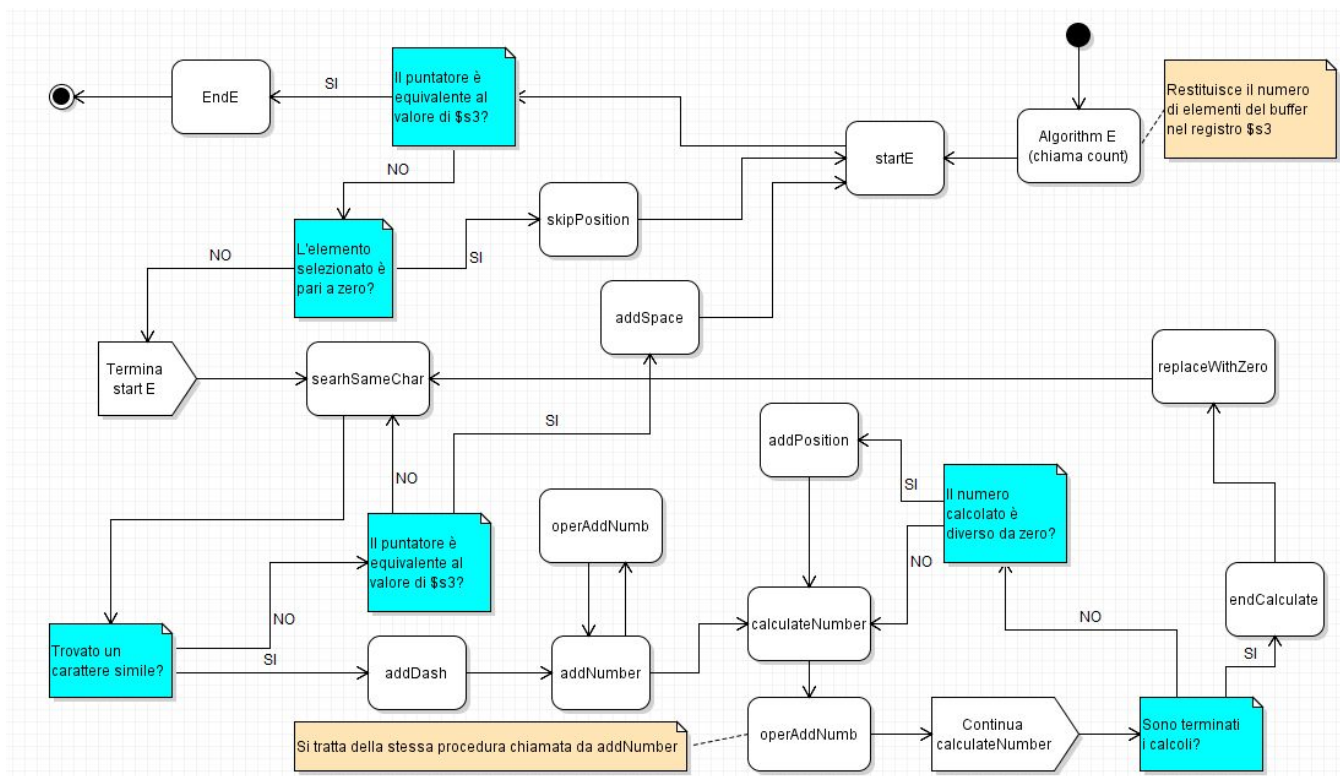 Il puntatore è
equivalente al
valore di $s3?
SI
EndE
Restituisce il numero
di elementi del buffer
nel registro $s3
Algorithm E
(chiama count)
startE
NO
skipPosition
L'elemento
selezionato è
pari a zero?
NO
SI
addSpace
Termina
start E
searhSameChar
replaceWithZero
SI
addPosition
NO
SI
Il numero
calcolato è
diverso da zero?
operAddNumb
Il puntatore è
equivalente al
valore di $s3?
NO
endCalculate
NO
calculateNumber
NO
Trovato un
carattere simile?
SI
SI
addDash
addNumber
Si tratta della stessa procedura chiamata da addNumber
operAddNumb
Continua
calculateNumber
Sono terminati
i calcoli?